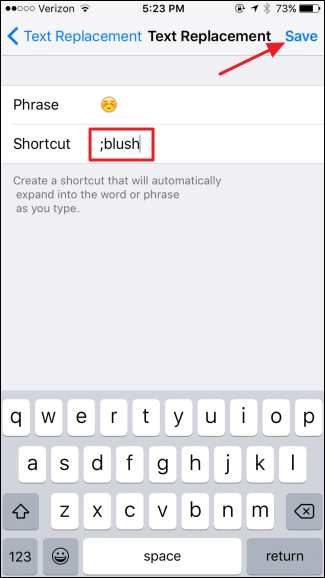 Verizon 5:23 PM 73%
Text Replacement Text Replacement Save
Phrase ☺️
Shortcut ;blush
Create a shortcut that will automatically
expand into the word or phrase
as you type.
q w e r t y u i o p
a s d f g h j k l
z x c v b n m
123 space return